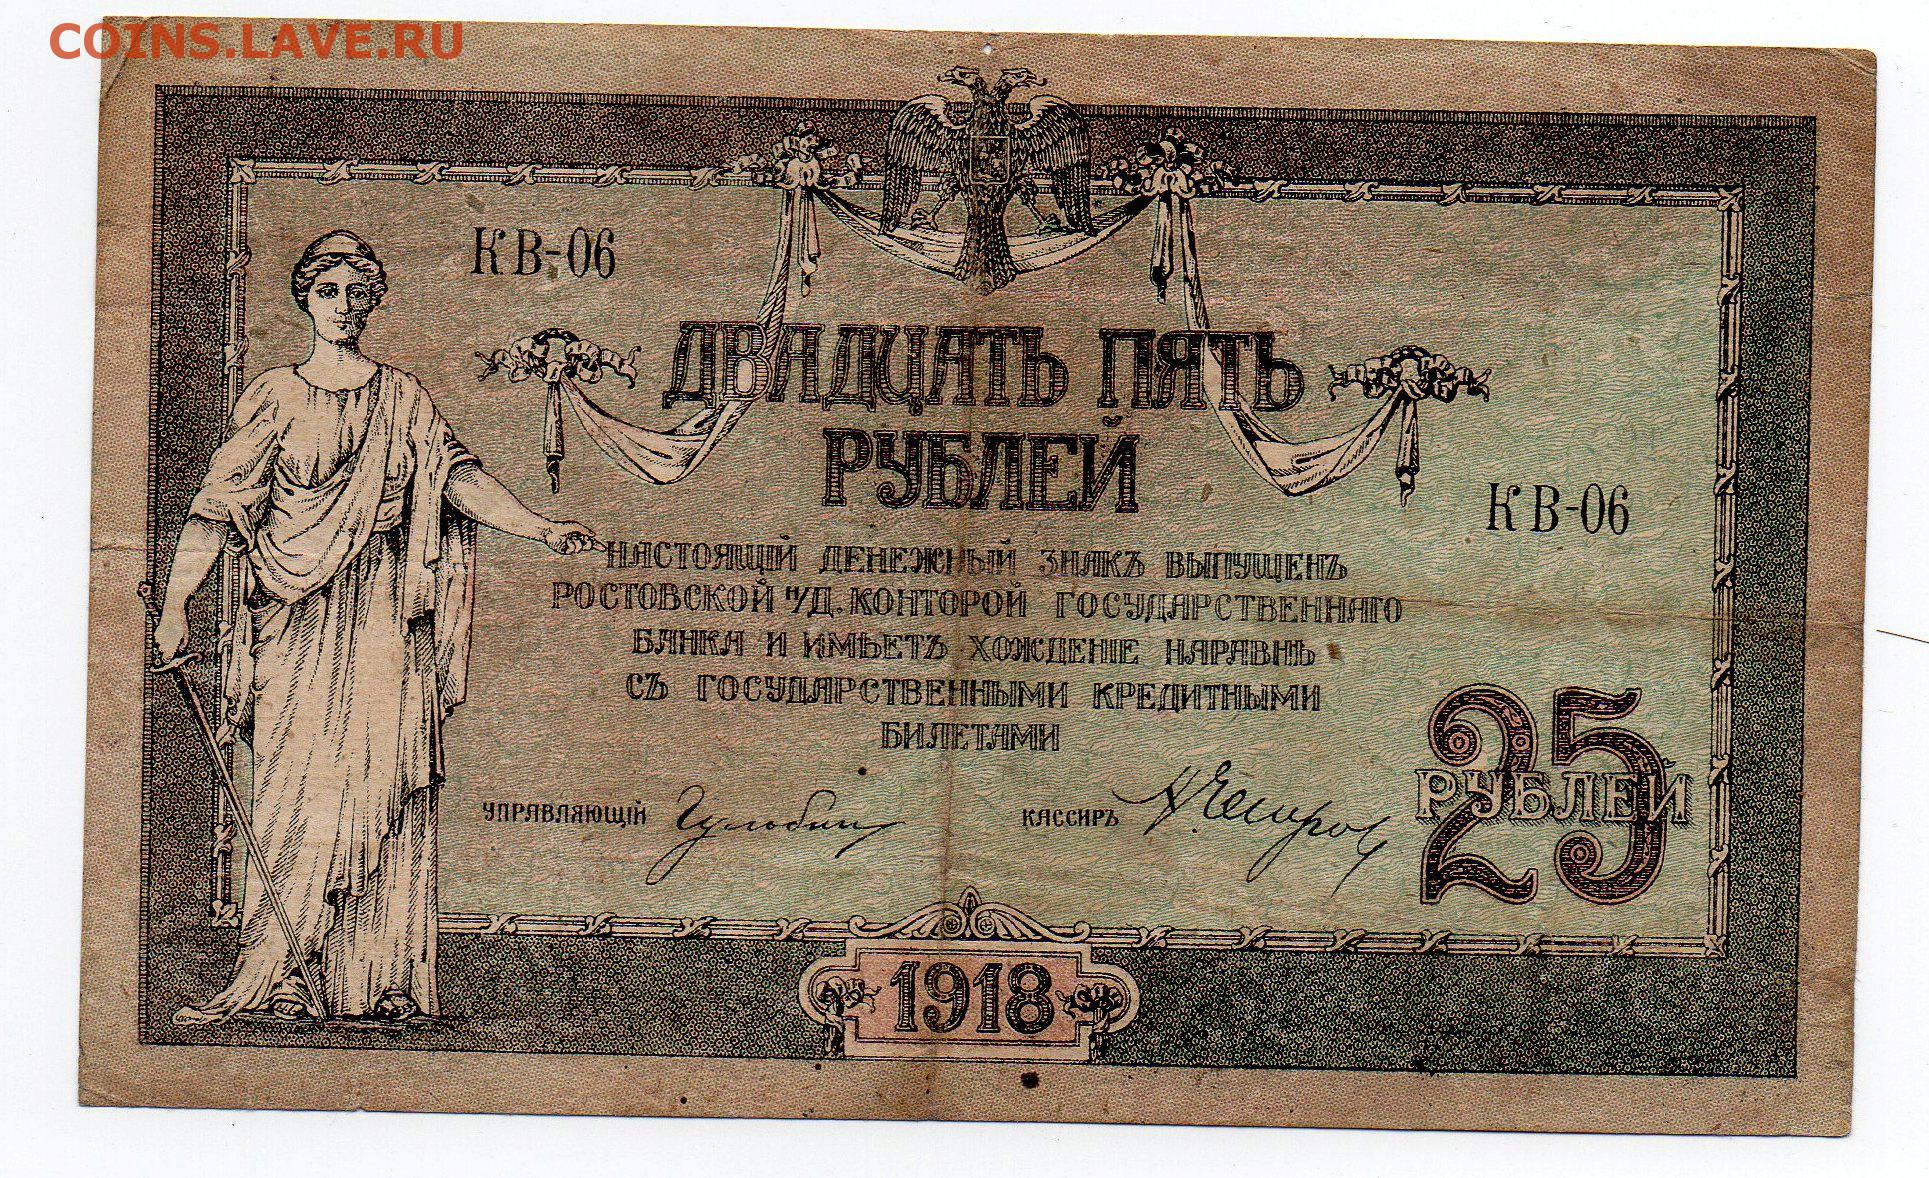 COINS.LAVE.RU
КВ-06
ДВАДЦАТЬ ПЯТЬ
РУБЛЕЙ
КВ-06
НАСТОЯЩІЙ ДЕНЕЖНЫЙ ЗНАКЪ ВЫПУЩЕНЪ
РОСТОВСКОЙ Н/Д. КОНТОРОЙ ГОСУДАРСТВЕННАГО
БАНКА И ИМѢЕТЪ ХОЖДЕНІЕ НАРАВНѢ
СЪ ГОСУДАРСТВЕННЫМИ КРЕДИТНЫМИ
БИЛЕТАМИ
25
РУБЛЕЙ
УПРАВЛЯЮЩІЙ
КАССИРЪ
1918